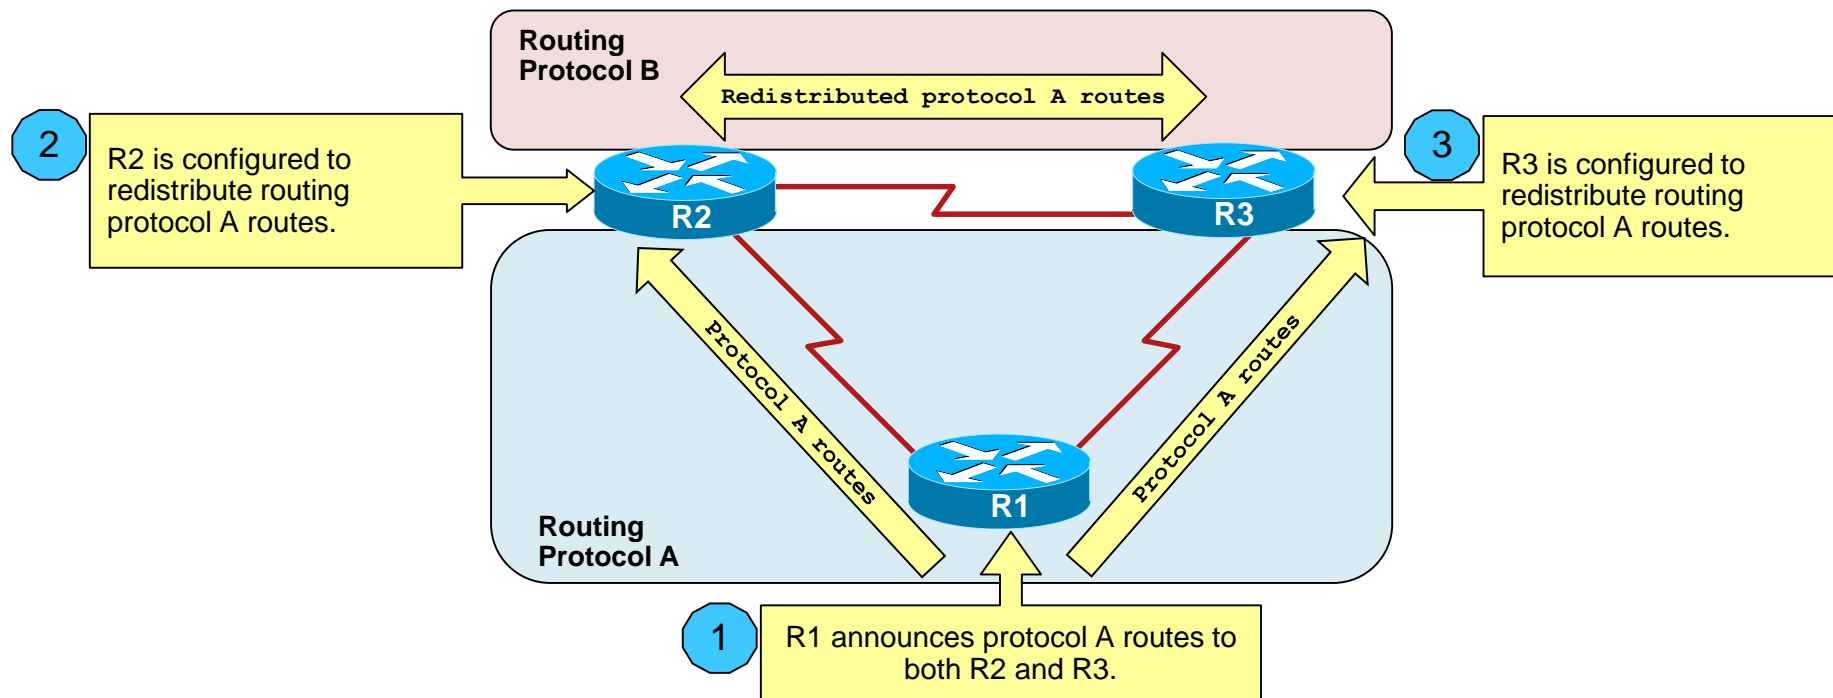 Routing
Protocol B
Redistributed protocol A routes
2
R2 is configured to
redistribute routing
protocol A routes.
3
R3 is configured to
redistribute routing
protocol A routes.
R2
R3
Protocol A routes
Protocol A routes
R1
Routing
Protocol A
1
R1 announces protocol A routes to
both R2 and R3.